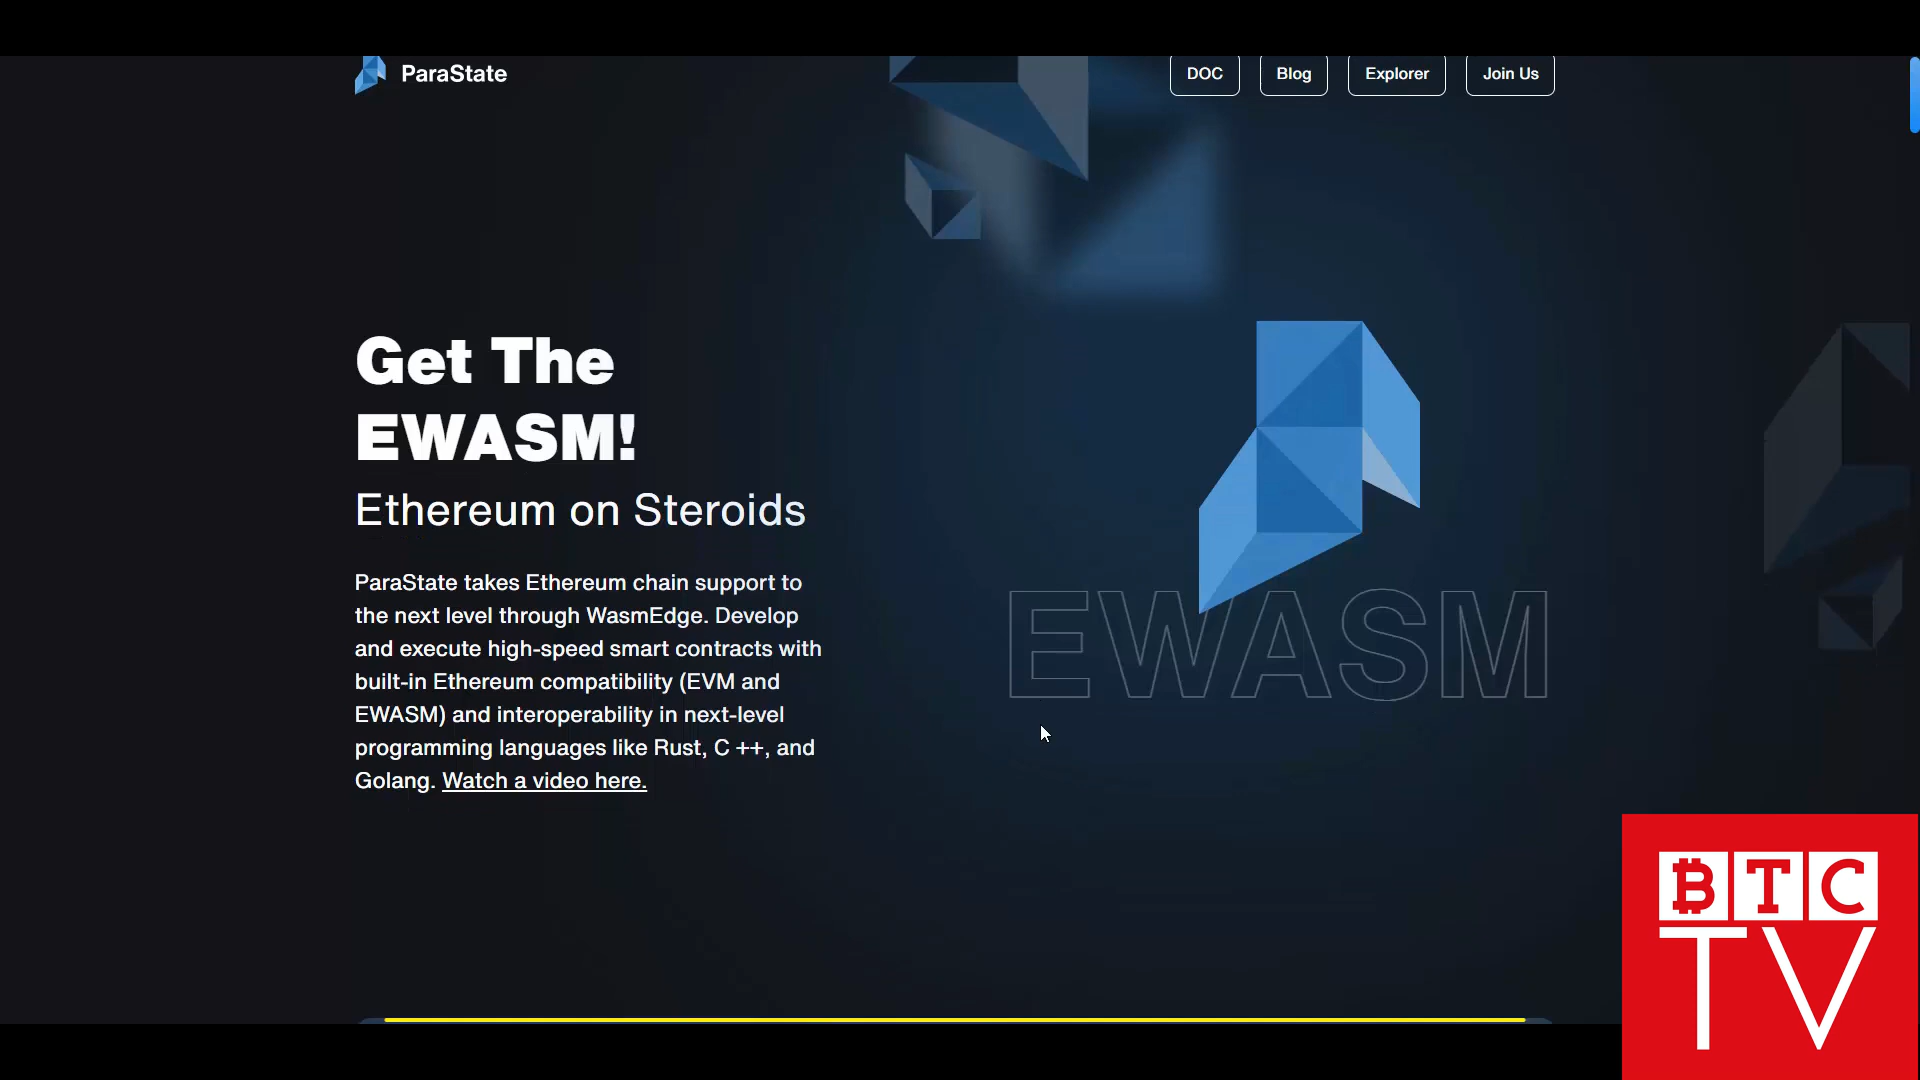 ParaState
DOC
Blog
Explorer
Join Us
Get The
EWASM!
Ethereum on Steroids
ParaState takes Ethereum chain support to
the next level through WasmEdge. Develop
and execute high-speed smart contracts with
built-in Ethereum compatibility (EVM and
EWASM) and interoperability in next-level
programming languages like Rust, C ++, and
Golang. Watch a video here.
EWASM
BTC
TV